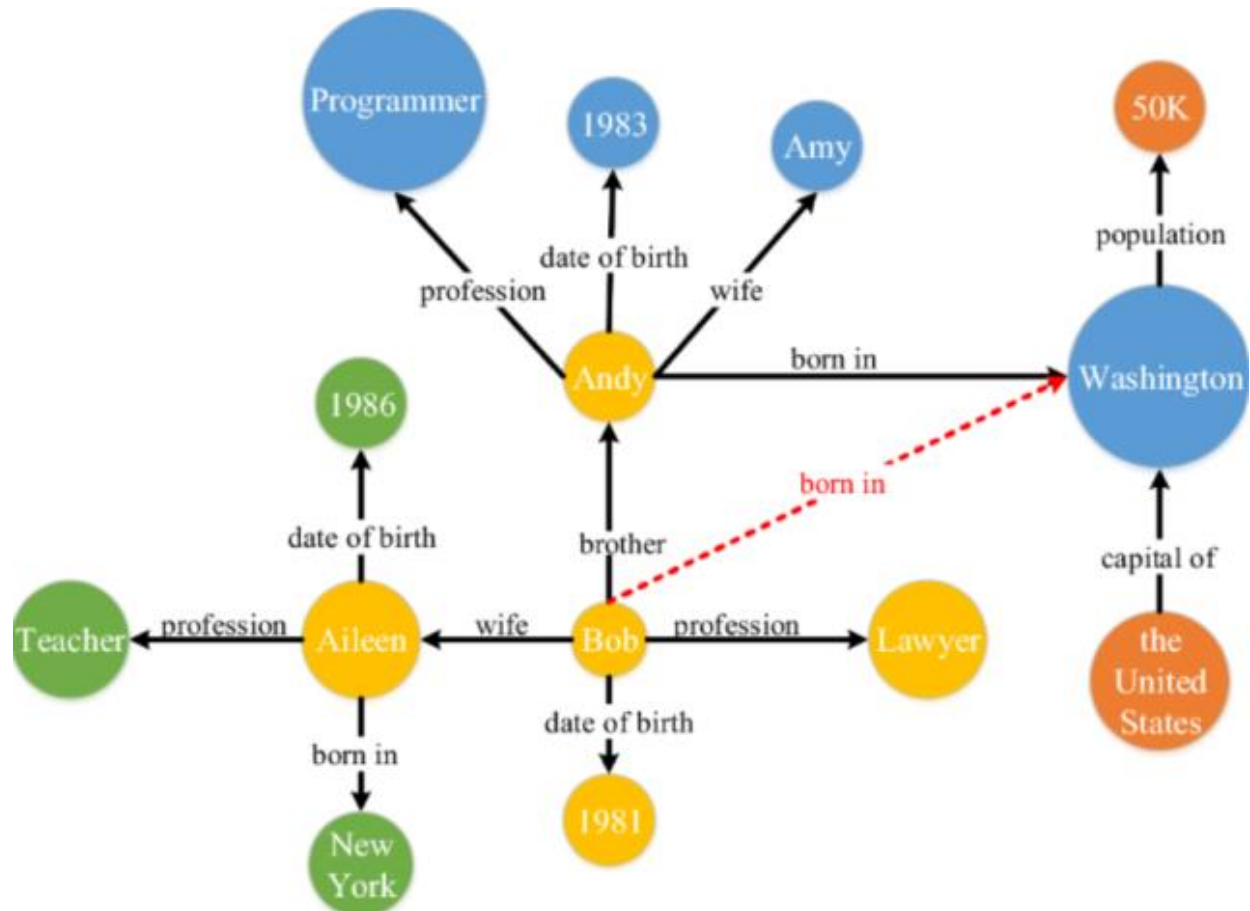 Programmer
1983
Amy
50K
population
date of birth
profession
wife
born in
Andy
Washington
1986
born in
date of birth
brother
capital of
Teacher
profession
Aileen
wife
Bob
profession
Lawyer
the
United
States
born in
date of birth
1981
New
York